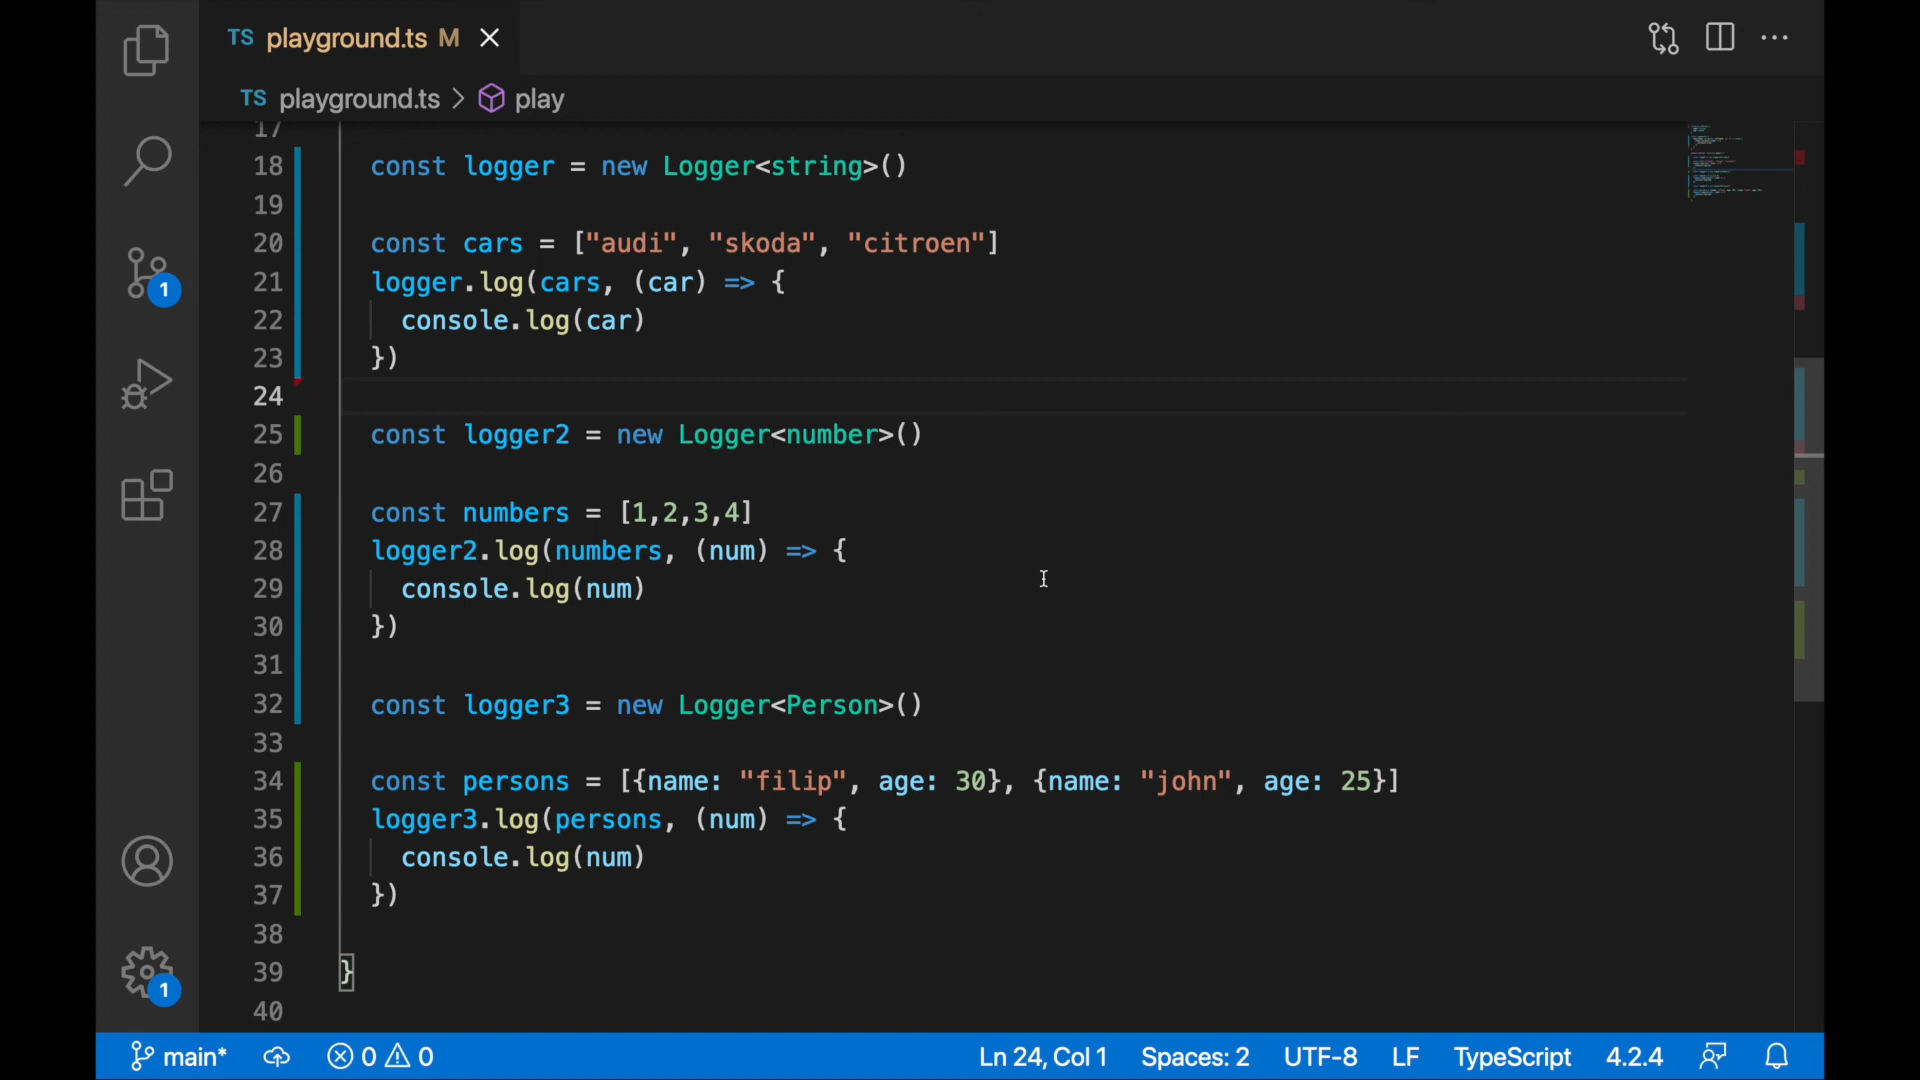 TS playground.ts M
TS playground.ts > play
17
18 const logger = new Logger<string>()
19
20 const cars = ["audi", "skoda", "citroen"]
21 logger.log(cars, (car) => {
22 console.log(car)
23 })
24
25 const logger2 = new Logger<number>()
26
27 const numbers = [1,2,3,4]
28 logger2.log(numbers, (num) => {
29 console.log(num)
30 })
31
32 const logger3 = new Logger<Person>()
33
34 const persons = [{name: "filip", age: 30}, {name: "john", age: 25}]
35 logger3.log(persons, (num) => {
36 console.log(num)
37 })
38
39 }
40
1
1
main* 0 0 Ln 24, Col 1 Spaces: 2 UTF-8 LF TypeScript 4.2.4